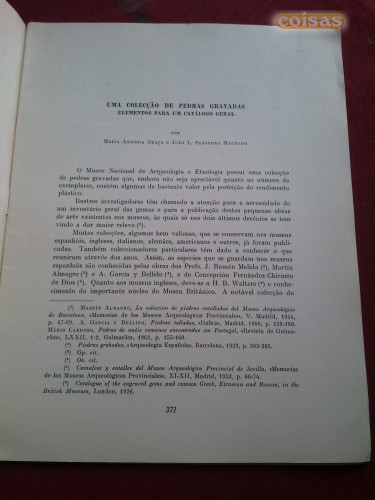 coisas
UMA COLECÇÃO DE PEDRAS GRAVADAS
ELEMENTOS PARA UM CATÁLOGO GERAL
POR
MARIA ANTÓNIA GRAÇA E JOÃO L. SAAVEDRA MACHADO
O Museu Nacional de Arqueologia e Etnologia possui uma colecção
de pedras gravadas que, embora não seja apreciável quanto ao número de
exemplares, contém algumas de bastante valor pela perfeição do rendimento
plástico.
Doutros investigadores têm chamado a atenção para a necessidade de
um inventário geral das gemas e para a publicação destas pequenas obras
de arte existentes nos museus, às quais só nos dois últimos decénios se tem
vindo a dar maior relevo (¹).
Muitas colecções, algumas bem valiosas, que se conservam nos museus
espanhóis, ingleses, italianos, alemães, americanos e outros, já foram publi-
cadas. Também coleccionadores particulares têm dado a conhecer o que
reuniram através dos anos. Assim, as espécies que se guardam nos museus
espanhóis são conhecidas pelas obras dos Profs. J. Ramón Melida (²), Martín
Almagro (³) e A. García y Bellido (⁴), e de Concepción Fernández-Chicarro
de Dios (⁵). Quanto aos museus ingleses, deve-se a H. B. Walters (⁶) o conhe-
cimento do importante núcleo do Museu Britânico. A notável colecção do
(¹) MARTÍN ALMAGRO, La colección de piedras entalladas del Museo Arqueológico
de Barcelona, «Memorias de los Museos Arqueológicos Provinciales», V, Madrid, 1944,
p. 67-69. A. GARCÍA Y BELLIDO, Piedras talladas, «Itálica», Madrid, 1960, p. 159-160.
MÁRIO CARDOZO, Pedras de anéis romanos encontradas em Portugal, «Revista de Guima-
rães», LXXII, 1-2, Guimarães, 1962, p. 155-160.
(²) Piedras grabadas, «Arqueología Española», Barcelona, 1929, p. 393-395.
(³) Op. cit.
(⁴) Ob. cit.
(⁵) Camafeos y entalles del Museo Arqueológico Provincial de Sevilla, «Memorias
de los Museos Arqueológicos Provinciales», XI-XII, Madrid, 1953, p. 60-74.
(⁶) Catalogue of the engraved gems and cameos Greek, Etruscan and Roman, in the
British Museum, London, 1926.
371